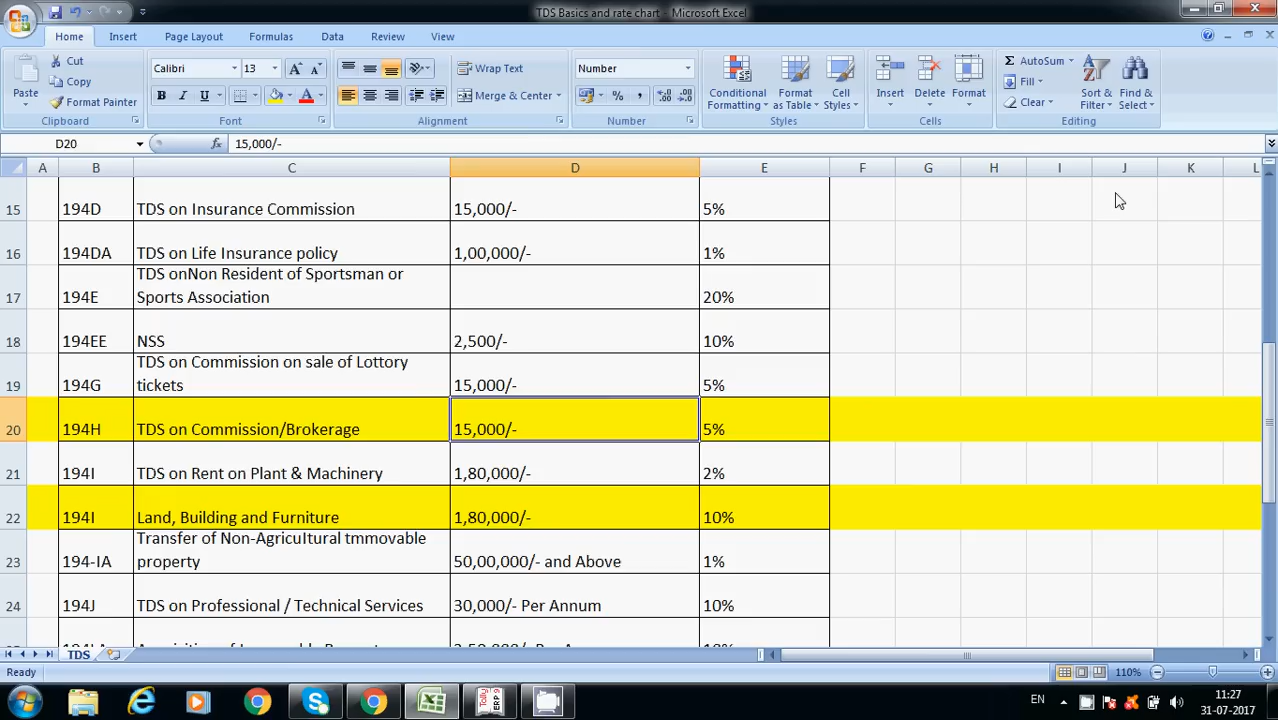 TDS Basics and rate chart - Microsoft Excel
Home Insert Page Layout Formulas Data Review View
Paste
Cut
Copy
Format Painter
Clipboard
Calibri 13
B I U
Font
Wrap Text
Merge & Center
Alignment
Number
% ,
Number
Conditional Formatting
Format as Table
Cell Styles
Styles
Insert Delete Format
Cells
Σ AutoSum
Fill
Clear
Sort & Filter
Find & Select
Editing
D20 fx 15,000/-
A B C D E F G H I J K L
15 194D TDS on Insurance Commission 15,000/- 5%
16 194DA TDS on Life Insurance policy 1,00,000/- 1%
TDS onNon Resident of Sportsman or
17 194E Sports Association 20%
18 194EE NSS 2,500/- 10%
TDS on Commission on sale of Lottory
19 194G tickets 15,000/- 5%
20 194H TDS on Commission/Brokerage 15,000/- 5%
21 194I TDS on Rent on Plant & Machinery 1,80,000/- 2%
22 194I Land, Building and Furniture 1,80,000/- 10%
Transfer of Non-Agricultural tmmovable
23 194-IA property 50,00,000/- and Above 1%
24 194J TDS on Professional / Technical Services 30,000/- Per Annum 10%
TDS
Ready 110%
Tally ERP 9
EN 11:27
31-07-2017